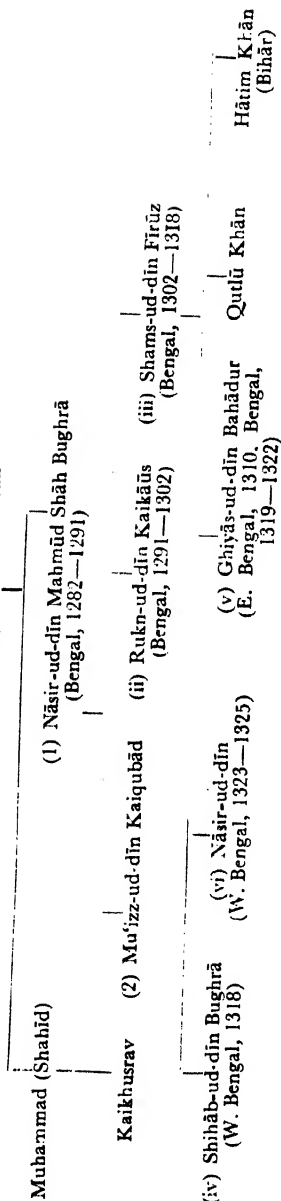 Muhammad (Shahīd)
(1) Nāsir-ud-dīn Mahmūd Shāh Bughrā
(Bengal, 1282—1291)
Kaikhusrav
(2) Mu‘izz-ud-dīn Kaiqubād
(ii) Rukn-ud-dīn Kaikāūs
(Bengal, 1291—1302)
(iii) Shams-ud-dīn Fīrūz
(Bengal, 1302—1318)
(iv) Shihāb-ud-dīn Bughrā
(W. Bengal, 1318)
(vi) Nāsir-ud-dīn
(W. Bengal, 1323—1325)
(v) Ghiyās-ud-dīn Bahādur
(E. Bengal, 1310. Bengal,
1319—1322)
Qutlū Khān
Hātim Khān
(Bihār)